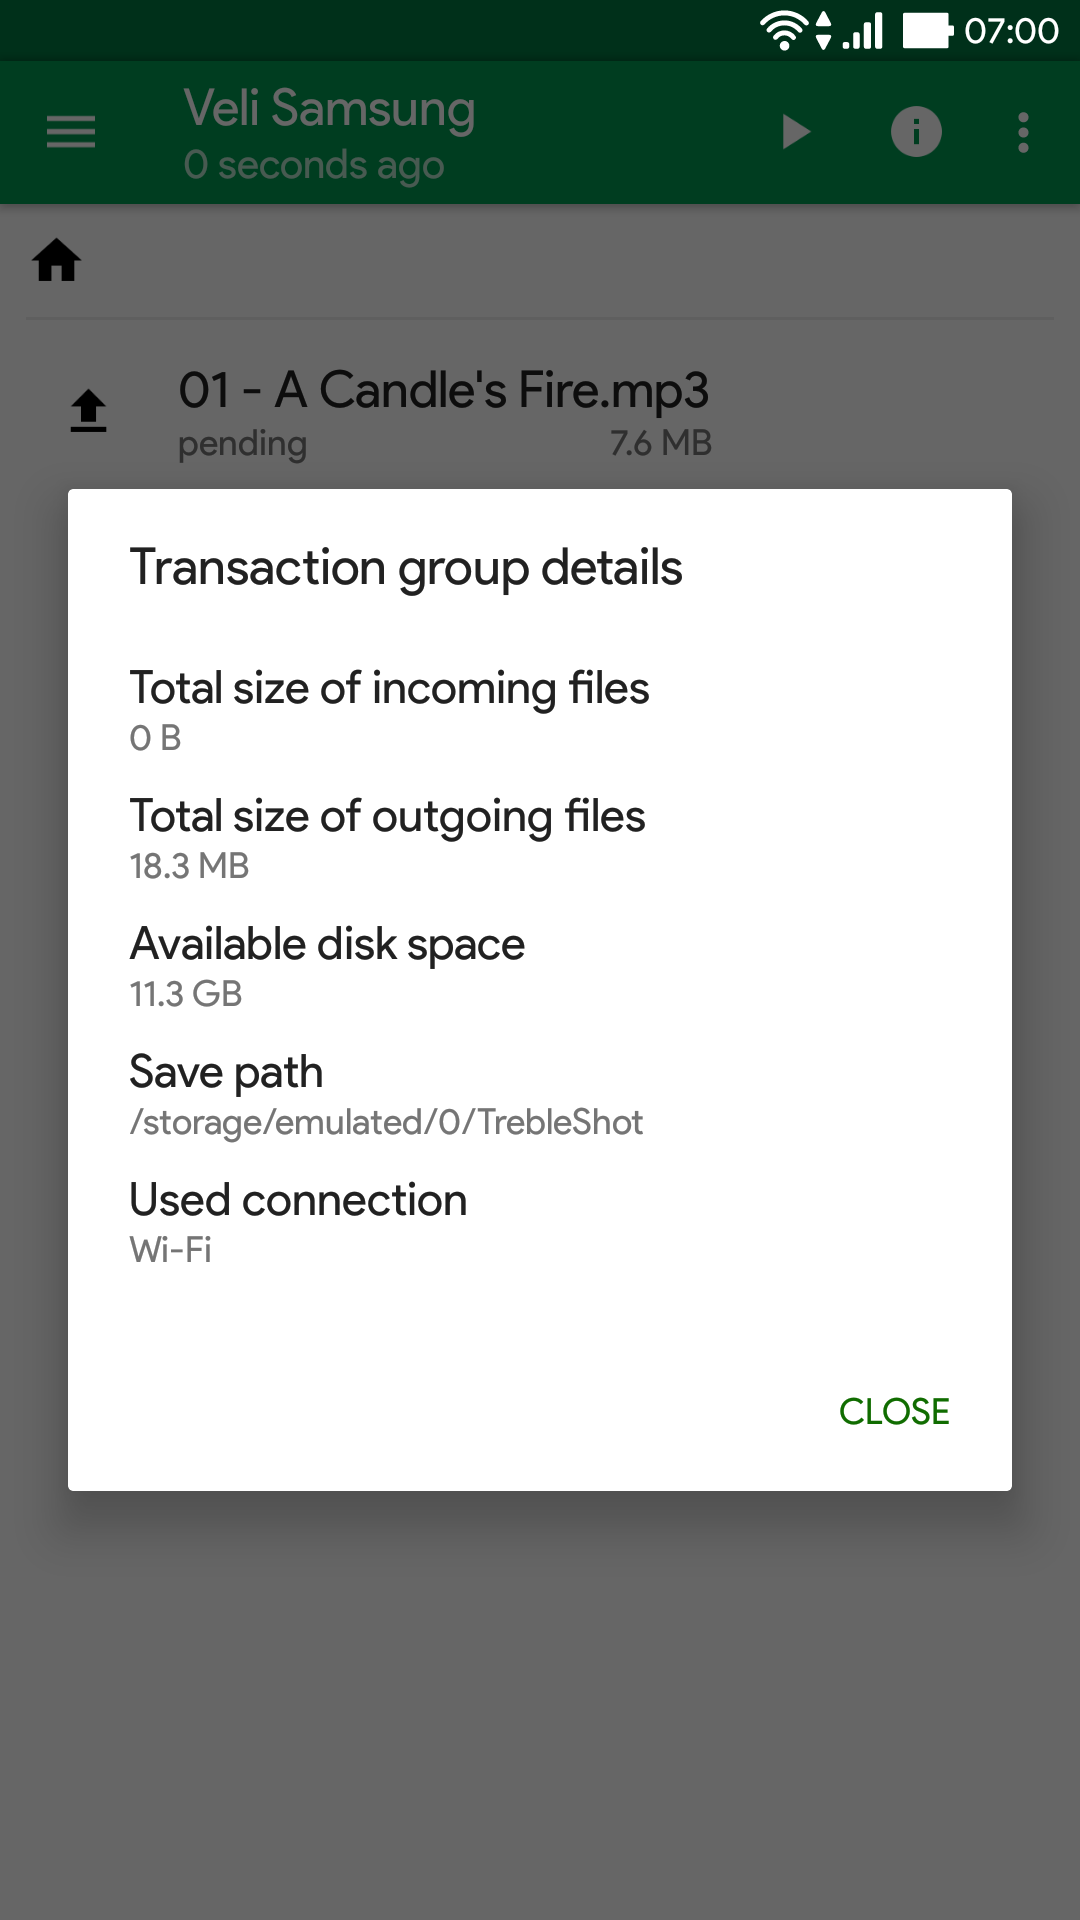 07:00
Veli Samsung
0 seconds ago
01 - A Candle's Fire.mp3
pending 7.6 MB
Transaction group details
Total size of incoming files
0 B
Total size of outgoing files
18.3 MB
Available disk space
11.3 GB
Save path
/storage/emulated/0/TrebleShot
Used connection
Wi-Fi
CLOSE